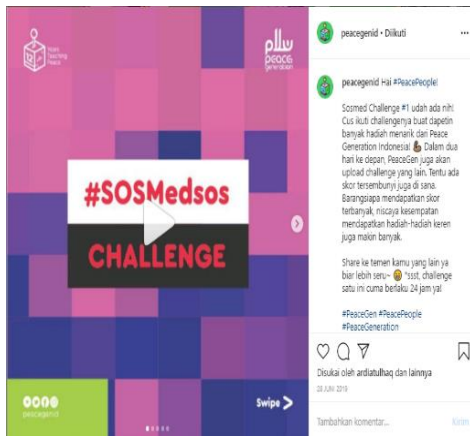 Years
Teaching
Peace
peace
generation
#SOSMedsos
CHALLENGE
peacegenid
Swipe
peacegenid • Diikuti
peacegenid Hai #PeacePeople!
Sosmed Challenge #1 udah ada nih!
Cus ikuti challengenya buat dapetin
banyak hadiah menarik dari Peace
Generation Indonesia! Dalam dua
hari ke depan, PeaceGen juga akan
upload challenge yang lain. Tentu ada
skor tersembunyi juga di sana.
Barangsiapa mendapatkan skor
terbanyak, niscaya kesempatan
mendapatkan hadiah-hadiah keren
juga makin banyak.
Share ke temen kamu yang lain ya
biar lebih seru~ *ssst, challenge
satu ini cuma berlaku 24 jam ya!
#PeaceGen #PeacePeople
#PeaceGeneration
Disukai oleh ardiatulhaq dan lainnya
JUNI 2019
Tambahkan komentar...
Kirim